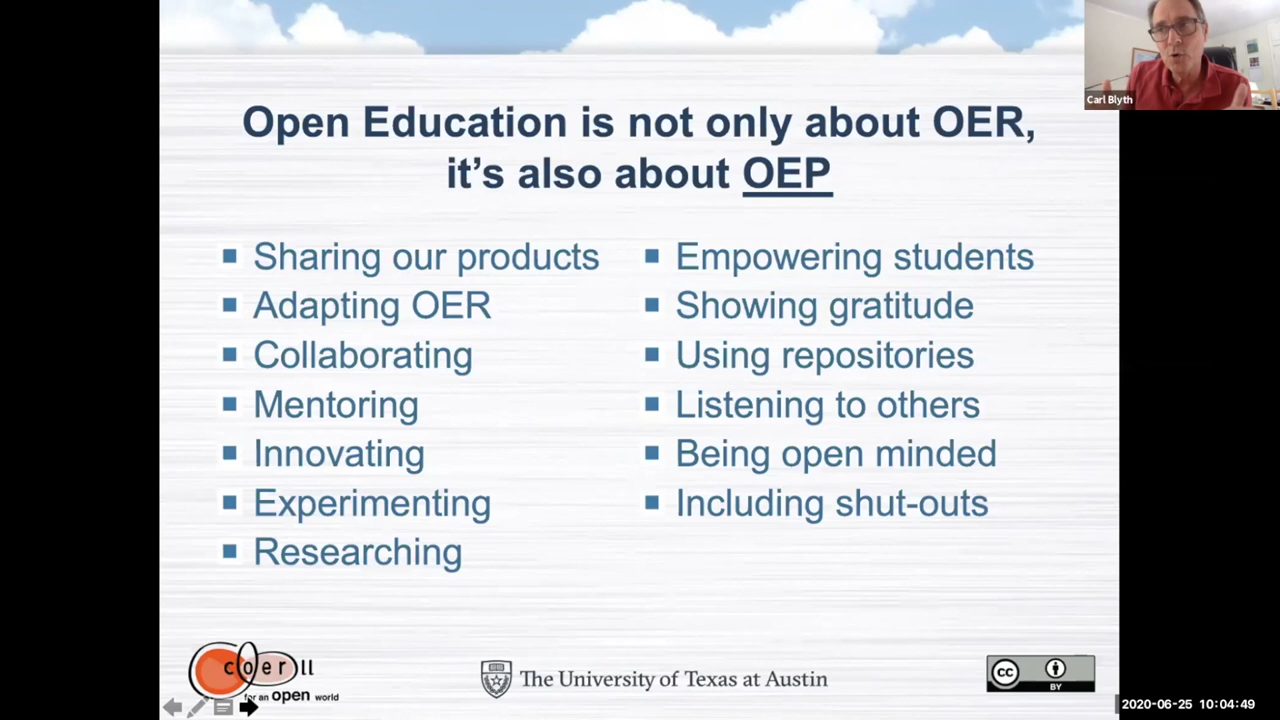 Carl Blyth
Open Education is not only about OER,
it's also about OEP
Sharing our products
Adapting OER
Collaborating
Mentoring
Innovating
Experimenting
Researching
Empowering students
Showing gratitude
Using repositories
Listening to others
Being open minded
Including shut-outs
coerll
for an open world
The University of Texas at Austin
CC
BY
2020-06-25 10:04:49